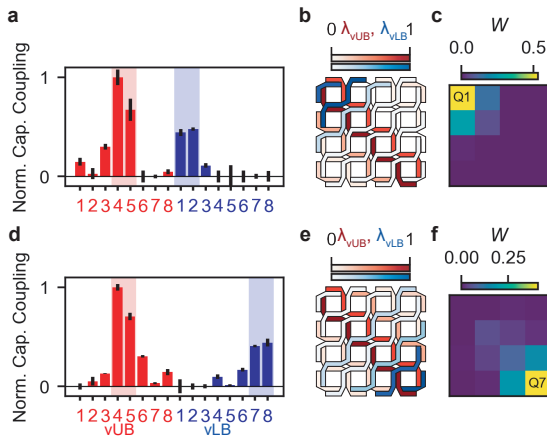 a
b
c
Norm. Cap. Coupling
1
0
1 2 3 4 5 6 7 8 1 2 3 4 5 6 7 8
0 λvUB, λvLB 1
W
0.0 0.5
Q1
d
e
f
Norm. Cap. Coupling
1
0
1 2 3 4 5 6 7 8 1 2 3 4 5 6 7 8
vUB vLB
0 λvUB, λvLB 1
W
0.00 0.25
Q7